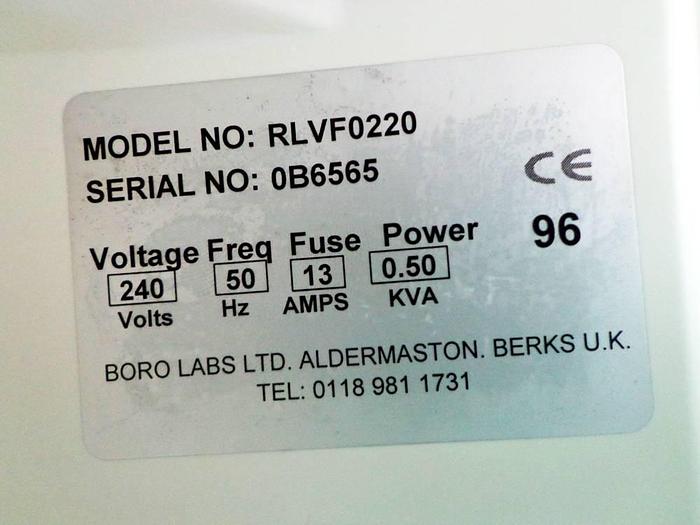 MODEL NO: RLVF0220
SERIAL NO: 0B6565
CE
96
Voltage Freq Fuse Power
240 50 13 0.50
Volts Hz AMPS KVA
BORO LABS LTD. ALDERMASTON. BERKS U.K.
TEL: 0118 981 1731